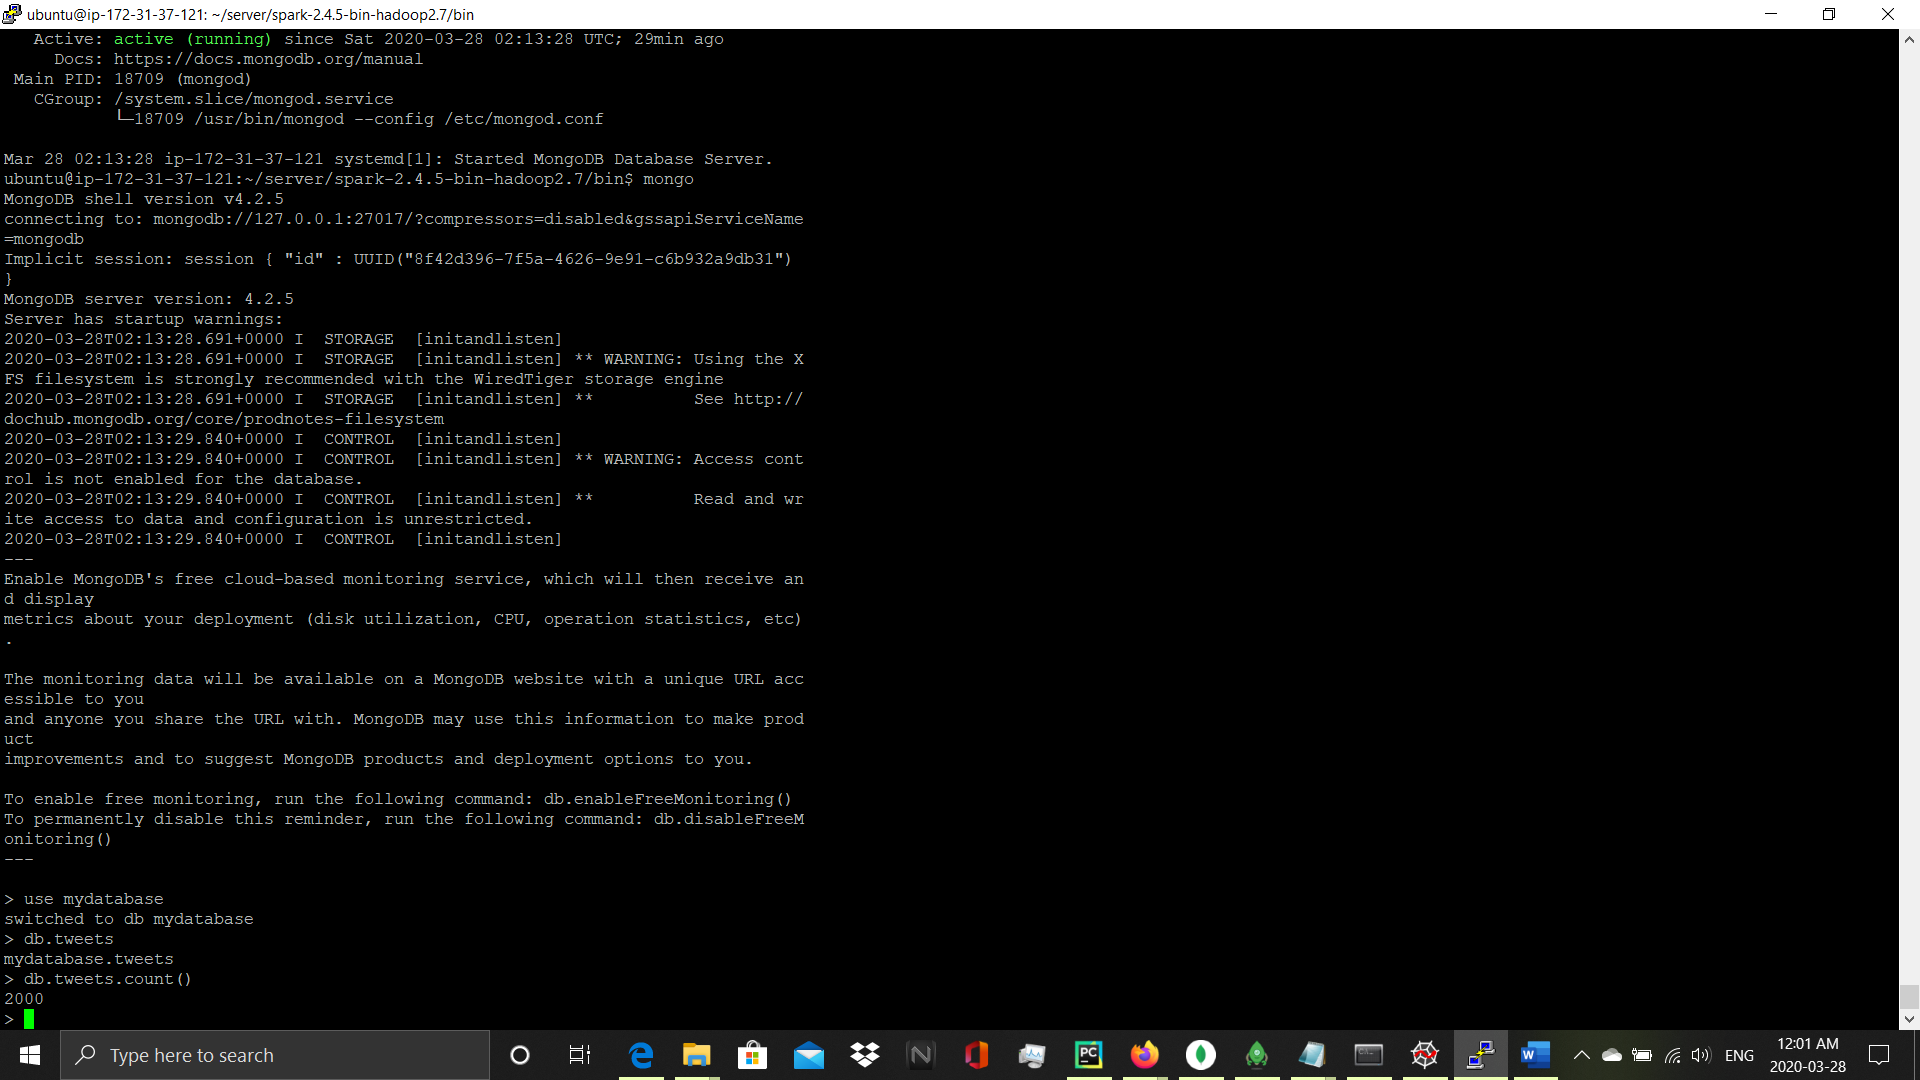 ubuntu@ip-172-31-37-121: ~/server/spark-2.4.5-bin-hadoop2.7/bin
   Active: active (running) since Sat 2020-03-28 02:13:28 UTC; 29min ago
     Docs: https://docs.mongodb.org/manual
 Main PID: 18709 (mongod)
   CGroup: /system.slice/mongod.service
           └─18709 /usr/bin/mongod --config /etc/mongod.conf

Mar 28 02:13:28 ip-172-31-37-121 systemd[1]: Started MongoDB Database Server.
ubuntu@ip-172-31-37-121:~/server/spark-2.4.5-bin-hadoop2.7/bin$ mongo
MongoDB shell version v4.2.5
connecting to: mongodb://127.0.0.1:27017/?compressors=disabled&gssapiServiceName
=mongodb
Implicit session: session { "id" : UUID("8f42d396-7f5a-4626-9e91-c6b932a9db31")
}
MongoDB server version: 4.2.5
Server has startup warnings:
2020-03-28T02:13:28.691+0000 I  STORAGE  [initandlisten]
2020-03-28T02:13:28.691+0000 I  STORAGE  [initandlisten] ** WARNING: Using the X
FS filesystem is strongly recommended with the WiredTiger storage engine
2020-03-28T02:13:28.691+0000 I  STORAGE  [initandlisten] **          See http://
dochub.mongodb.org/core/prodnotes-filesystem
2020-03-28T02:13:29.840+0000 I  CONTROL  [initandlisten]
2020-03-28T02:13:29.840+0000 I  CONTROL  [initandlisten] ** WARNING: Access cont
rol is not enabled for the database.
2020-03-28T02:13:29.840+0000 I  CONTROL  [initandlisten] **          Read and wr
ite access to data and configuration is unrestricted.
2020-03-28T02:13:29.840+0000 I  CONTROL  [initandlisten]
---
Enable MongoDB's free cloud-based monitoring service, which will then receive an
d display
metrics about your deployment (disk utilization, CPU, operation statistics, etc)
.

The monitoring data will be available on a MongoDB website with a unique URL acc
essible to you
and anyone you share the URL with. MongoDB may use this information to make prod
uct
improvements and to suggest MongoDB products and deployment options to you.

To enable free monitoring, run the following command: db.enableFreeMonitoring()
To permanently disable this reminder, run the following command: db.disableFreeM
onitoring()
---

> use mydatabase
switched to db mydatabase
> db.tweets
mydatabase.tweets
> db.tweets.count()
2000
>
Type here to search
ENG
12:01 AM
2020-03-28